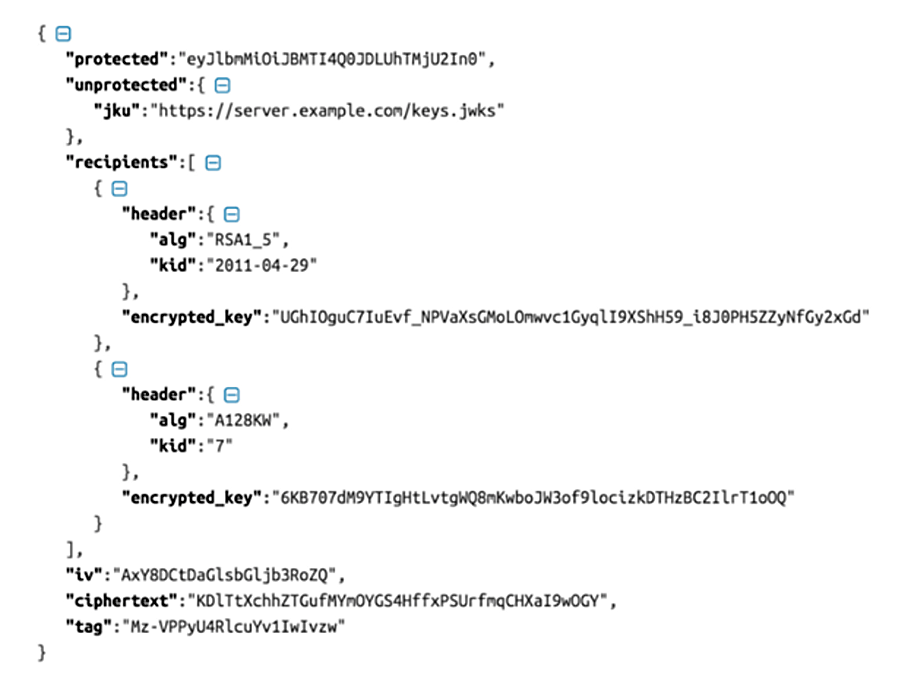 {
"protected":"eyJlbmMiOiJBMTI4Q0JDLUhTMjU2In0",
"unprotected":{
"jku":"https://server.example.com/keys.jwks"
},
"recipients":[
{
"header":{
"alg":"RSA1_5",
"kid":"2011-04-29"
},
"encrypted_key":"UGhIOguC7IuEvf_NPVaXsGMoLOmwvc1GyqlI9XShH59_i8J0PH5ZZyNfGy2xGd"
},
{
"header":{
"alg":"A128KW",
"kid":"7"
},
"encrypted_key":"6KB707dM9YTIgHtLvtgWQ8mKwboJW3of9locizkDTHzBC2IlrT1oOQ"
}
],
"iv":"AxY8DCtDaGlsbGljb3RoZQ",
"ciphertext":"KDlTtXchhZTGufMYmOYGS4HffxPSUrfmqCHXaI9wOGY",
"tag":"Mz-VPPyU4RlcuYv1IwIvzw"
}